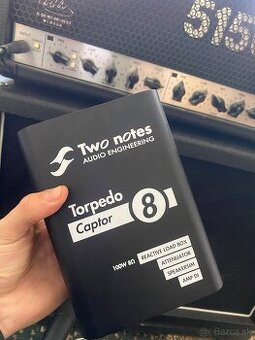 5150
Two notes
AUDIO ENGINEERING
Torpedo
Captor 8
100W 8Ω
REACTIVE LOAD BOX
ATTENUATOR
SPEAKERSIM
AMP DI
Bazos.sk